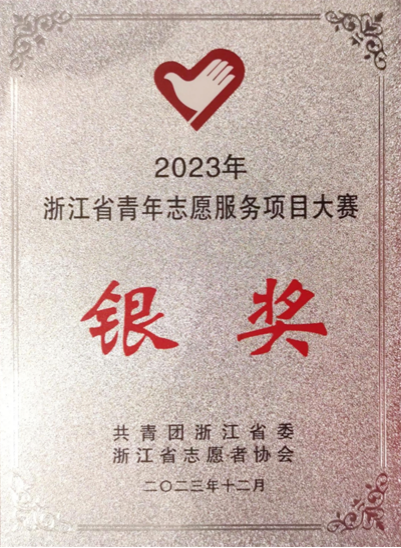 2023年
浙江省青年志愿服务项目大赛
银奖
共青团浙江省委
浙江省志愿者协会
二〇二三年十二月